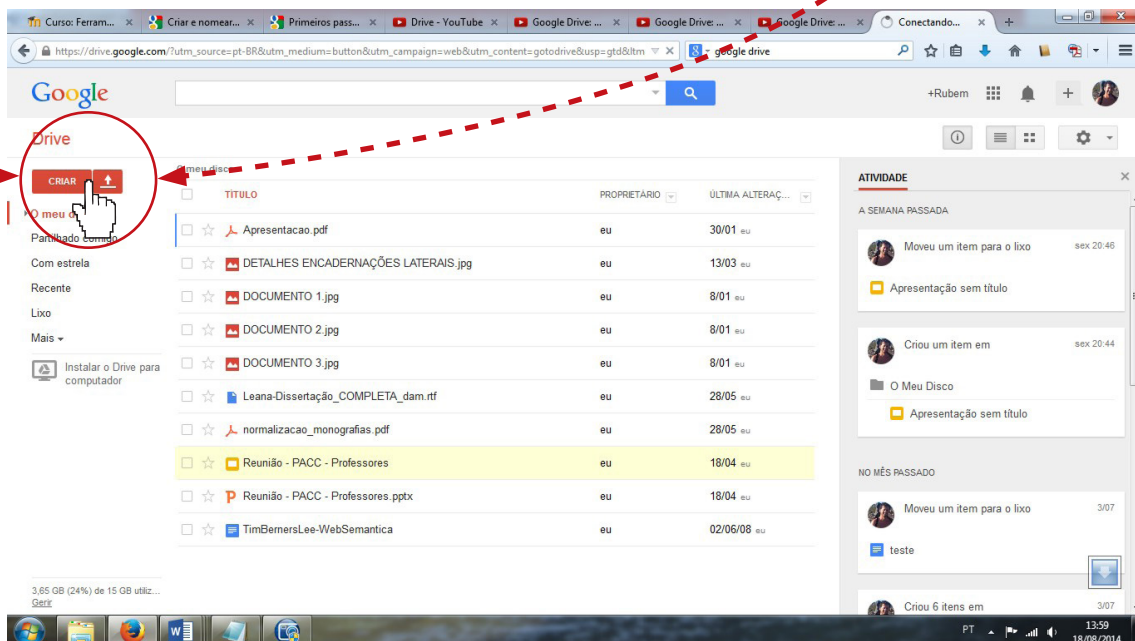 Curso: Ferram... × Criar e nomear... × Primeiros pass... × Drive - YouTube × Google Drive: ... × Google Drive: ... × Google Drive: ... × Conectando... × +
https://drive.google.com/?utm_source=pt-BR&utm_medium=button&utm_campaign=web&utm_content=gotodrive&usp=gtd&ltm google drive
Google +Rubem
Drive
CRIAR
O meu disco
O meu d
Partilhado comigo
Com estrela
Recente
Lixo
Mais
Instalar o Drive para
computador
3,65 GB (24%) de 15 GB utiliz...
Gerir
TÍTULO PROPRIETÁRIO ÚLTIMA ALTERAÇ...
Apresentacao.pdf eu 30/01 eu
DETALHES ENCADERNAÇÕES LATERAIS.jpg eu 13/03 eu
DOCUMENTO 1.jpg eu 8/01 eu
DOCUMENTO 2.jpg eu 8/01 eu
DOCUMENTO 3.jpg eu 8/01 eu
Leana-Dissertação_COMPLETA_dam.rtf eu 28/05 eu
normalizacao_monografias.pdf eu 28/05 eu
Reunião - PACC - Professores eu 18/04 eu
Reunião - PACC - Professores.pptx eu 18/04 eu
TimBernersLee-WebSemantica eu 02/06/08 eu
ATIVIDADE ×
A SEMANA PASSADA
Moveu um item para o lixo sex 20:46
Apresentação sem título
Criou um item em sex 20:44
O Meu Disco
Apresentação sem título
NO MÊS PASSADO
Moveu um item para o lixo 3/07
teste
Criou 6 itens em 3/07
PT 13:59
18/08/2014